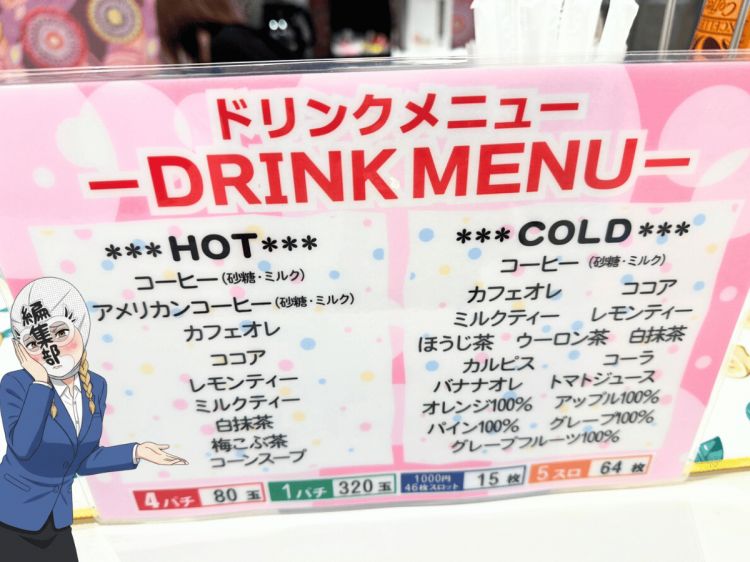 ドリンクメニュー
ーDRINK MENUー
***HOT***
コーヒー(砂糖・ミルク)
アメリカンコーヒー(砂糖・ミルク)
カフェオレ
ココア
レモンティー
ミルクティー
白抹茶
梅こぶ茶
コーンスープ
***COLD***
コーヒー(砂糖・ミルク)
カフェオレ ココア
ミルクティー レモンティー
ほうじ茶 ウーロン茶 白抹茶
カルピス コーラ
バナナオレ トマトジュース
オレンジ100% アップル100%
パイン100% グレープ100%
グレープフルーツ100%
4パチ 80玉 1パチ 320玉 1000円46枚スロット 15枚 5スロ 64枚
編集部